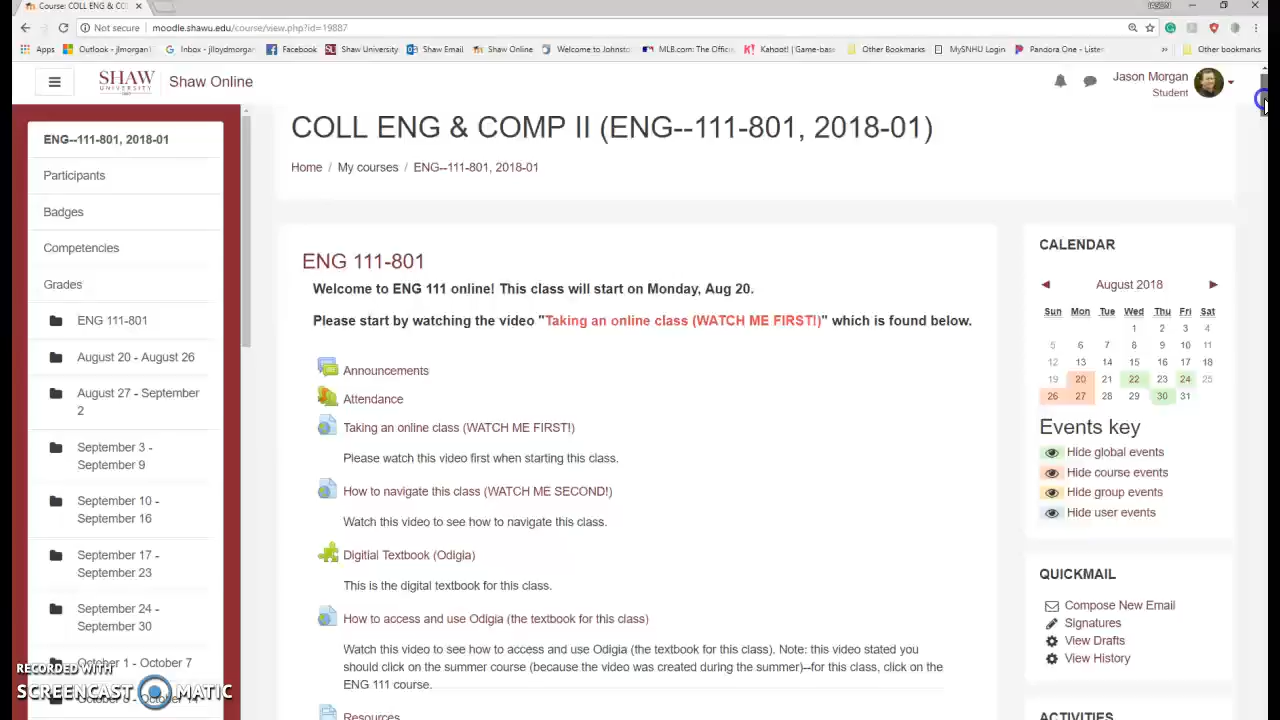 Course: COLL ENG & CO
JASON
Not secure | moodle.shawu.edu/course/view.php?id=19887
Apps Outlook - jlmorgan1 Inbox - jlloydmorgan Facebook Shaw University Shaw Email Shaw Online Welcome to Johnst MLB.com: The Offici Kahoot! | Game-base Other Bookmarks MySNHU Login Pandora One - Listen » Other bookmarks
SHAW
UNIVERSITY
Shaw Online
Jason Morgan
Student
ENG--111-801, 2018-01
Participants
Badges
Competencies
Grades
ENG 111-801
August 20 - August 26
August 27 - September
2
September 3 -
September 9
September 10 -
September 16
September 17 -
September 23
September 24 -
September 30
October 1 - October 7
RECORDED WITH
SCREENCAST MATIC
COLL ENG & COMP II (ENG--111-801, 2018-01)
Home / My courses / ENG--111-801, 2018-01
ENG 111-801
Welcome to ENG 111 online! This class will start on Monday, Aug 20.
Please start by watching the video "Taking an online class (WATCH ME FIRST!)" which is found below.
Announcements
Attendance
Taking an online class (WATCH ME FIRST!)
Please watch this video first when starting this class.
How to navigate this class (WATCH ME SECOND!)
Watch this video to see how to navigate this class.
Digitial Textbook (Odigia)
This is the digital textbook for this class.
How to access and use Odigia (the textbook for this class)
Watch this video to see how to access and use Odigia (the textbook for this class). Note: this video stated you
should click on the summer course (because the video was created during the summer)--for this class, click on the
ENG 111 course.
Resources
CALENDAR
◄ August 2018 ►
Sun Mon Tue Wed Thu Fri Sat
1 2 3 4
5 6 7 8 9 10 11
12 13 14 15 16 17 18
19 20 21 22 23 24 25
26 27 28 29 30 31
Events key
Hide global events
Hide course events
Hide group events
Hide user events
QUICKMAIL
Compose New Email
Signatures
View Drafts
View History
ACTIVITIES